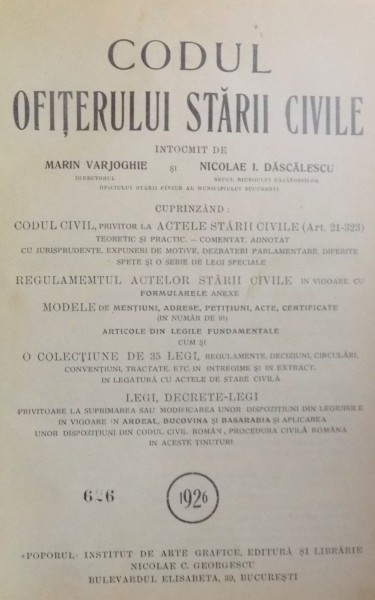 CODUL
OFIȚERULUI STĂRII CIVILE
INTOCMIT DE
MARIN VARJOGHIE ȘI NICOLAE I. DĂSCĂLESCU
DIRECTORUL
OFICIULUI STĂRII CIVILE AL MUNICIPIULUI BUCUREȘTI
CUPRINZÂND:
CODUL CIVIL, PRIVITOR LA ACTELE STĂRII CIVILE (Art. 21-323)
TEORETIC ȘI PRACTIC. — COMENTAT, ADNOTAT
CU JURISPRUDENȚE, EXPUNERI DE MOTIVE, DEZBATERI PARLAMENTARE, DIFERITE
SPEȚE ȘI O SERIE DE LEGI SPECIALE
REGULAMEMTUL ACTELOR STĂRII CIVILE IN VIGOARE CU
FORMULARELE ANEXE
MODELE DE MENȚIUNI, ADRESE, PETIȚIUNI, ACTE, CERTIFICATE
(IN NUMĂR DE
ARTICOLE DIN LEGILE FUNDAMENTALE
CUM ȘI
O COLECȚIUNE DE 35 LEGI, REGULAMENTE, DECIZIUNI, CIRCULĂRI,
CONVENȚIUNI, TRACTATE, ETC. IN INTREGIME ȘI IN EXTRACT,
IN LEGĂTURĂ CU ACTELE DE STARE CIVILĂ
LEGI, DECRETE-LEGI
PRIVITOARE LA SUPRIMAREA SAU MODIFICAREA UNOR DISPOZIȚIUNI DIN LEGIUIRILE
IN VIGOARE IN ARDEAL, BUCOVINA ȘI BASARABIA ȘI APLICAREA
UNOR DISPOZIȚIUNI DIN CODUL CIVIL ROMÂN, PROCEDURA CIVILĂ ROMÂNA
IN ACESTE ȚINUTURI
626 1926
«POPORUL» INSTITUT DE ARTE GRAFICE, EDITURĂ ȘI LIBRĂRIE
NICOLAE C. GEORGESCU
BULEVARDUL ELISABETA, 39, BUCUREȘTI